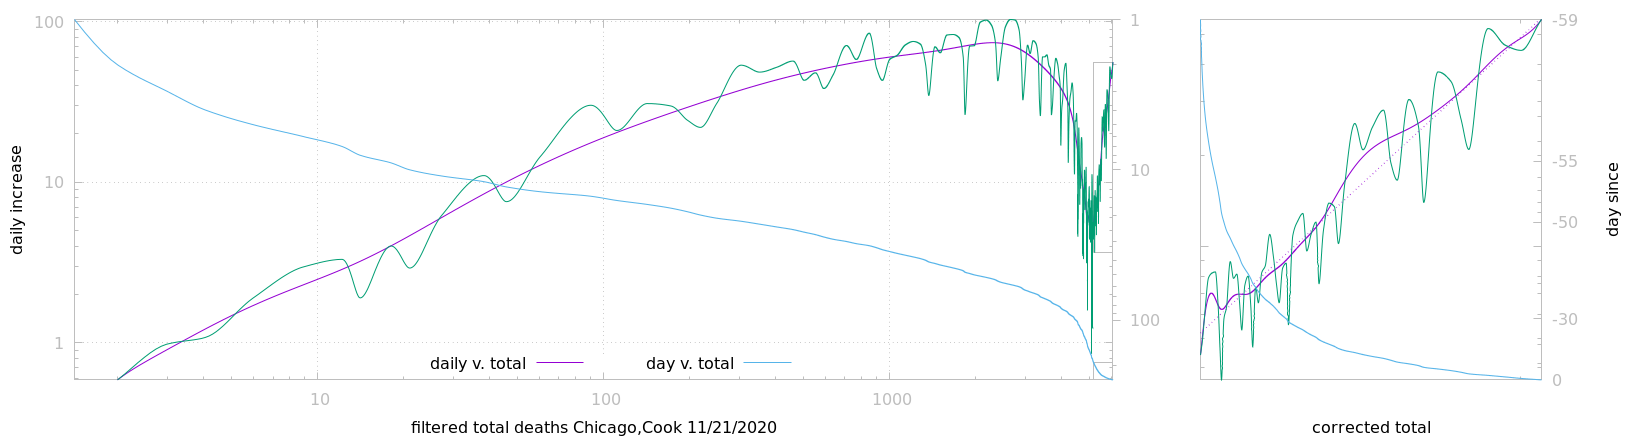 100
10
1
daily increase
10
100
1000
filtered total deaths Chicago,Cook 11/21/2020
daily v. total
day v. total
1
10
100
-59
-55
-50
-30
0
day since
corrected total